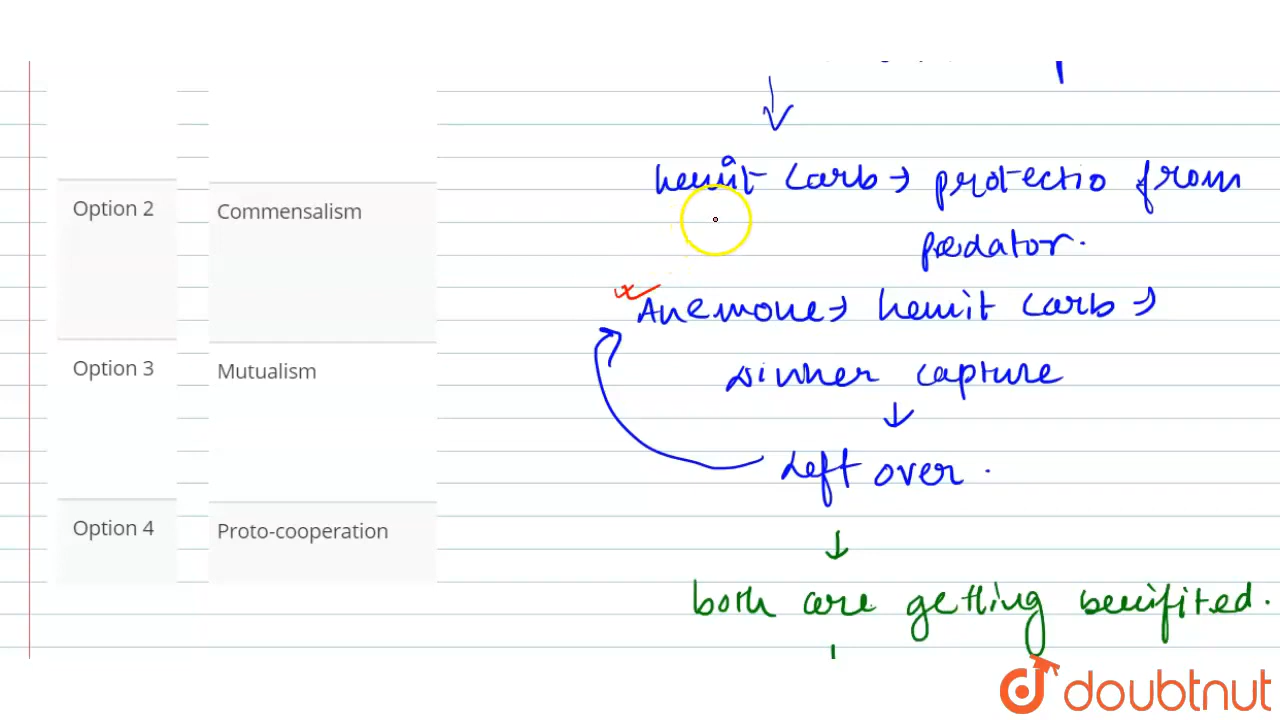 hermit Carb → protectio from
predator.
Option 2 Commensalism
Anemone → hemit Carb →
Option 3 Mutualism
Dinner capture
↓
Left over.
Option 4 Proto-cooperation
↓
both are getting benifited.
doubtnut